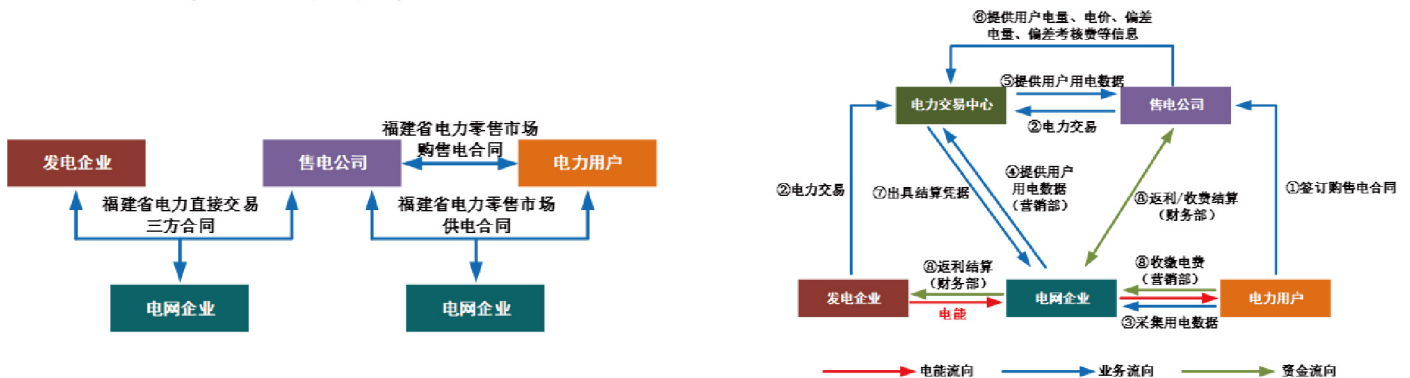 福建省电力零售市场
购售电合同
发电企业
售电公司
电力用户
福建省电力直接交易
三方合同
福建省电力零售市场
供电合同
电网企业
电网企业
⑥提供用户电量、电价、偏差
电量、偏差考核费等信息
⑤提供用户用电数据
电力交易中心
售电公司
②电力交易
②电力交易
⑦出具结算凭据
④提供用户
用电数据
（营销部）
⑧返利/收费结算
（财务部）
①签订购售电合同
⑧返利结算
（财务部）
⑧收缴电费
（营销部）
发电企业
电网企业
电力用户
电能
③采集用电数据
电能流向
业务流向
资金流向